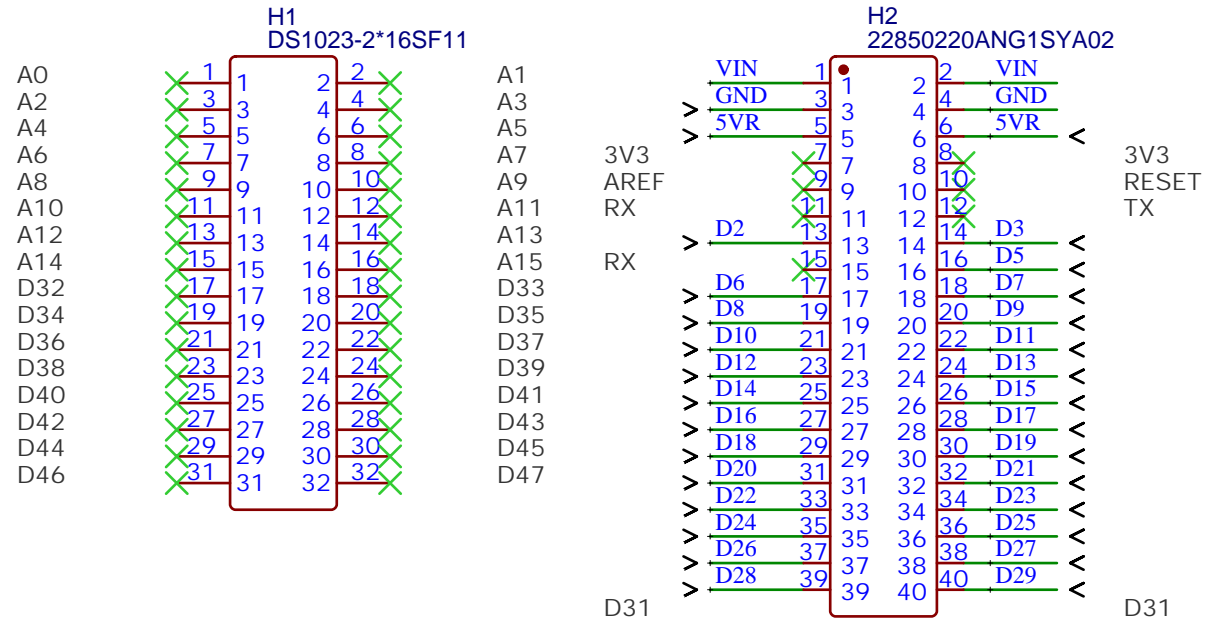 H1
DS1023-2*16SF11
A0 1 1 2 2 A1
A2 3 3 4 4 A3
A4 5 5 6 6 A5
A6 7 7 8 8 A7
A8 9 9 10 10 A9
A10 11 11 12 12 A11
A12 13 13 14 14 A13
A14 15 15 16 16 A15
D32 17 17 18 18 D33
D34 19 19 20 20 D35
D36 21 21 22 22 D37
D38 23 23 24 24 D39
D40 25 25 26 26 D41
D42 27 27 28 28 D43
D44 29 29 30 30 D45
D46 31 31 32 32 D47
H2
22850220ANG1SYA02
VIN 1 1 2 2 VIN
GND 3 3 4 4 GND
5VR 5 5 6 6 5VR
3V3 7 7 8 8 3V3
AREF 9 9 10 10 RESET
RX 11 11 12 12 TX
D2 13 13 14 14 D3
RX 15 15 16 16 D5
D6 17 17 18 18 D7
D8 19 19 20 20 D9
D10 21 21 22 22 D11
D12 23 23 24 24 D13
D14 25 25 26 26 D15
D16 27 27 28 28 D17
D18 29 29 30 30 D19
D20 31 31 32 32 D21
D22 33 33 34 34 D23
D24 35 35 36 36 D25
D26 37 37 38 38 D27
D28 39 39 40 40 D29
D31 D31